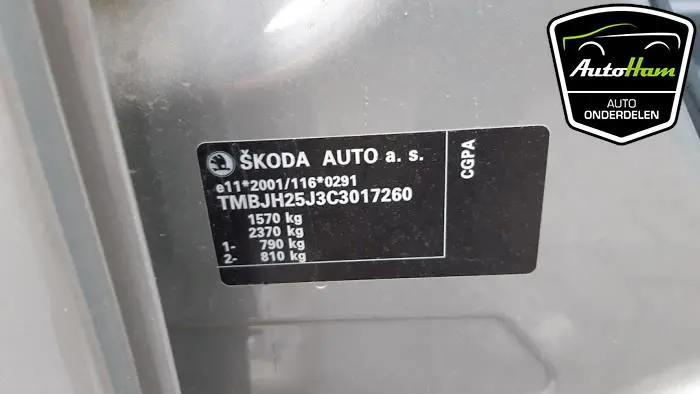 ŠKODA AUTO a. s.
e11*2001/116*0291
TMBJH25J3C3017260
1570 kg
2370 kg
1- 790 kg
2- 810 kg
CGPA
AutoHam
AUTO
ONDERDELEN